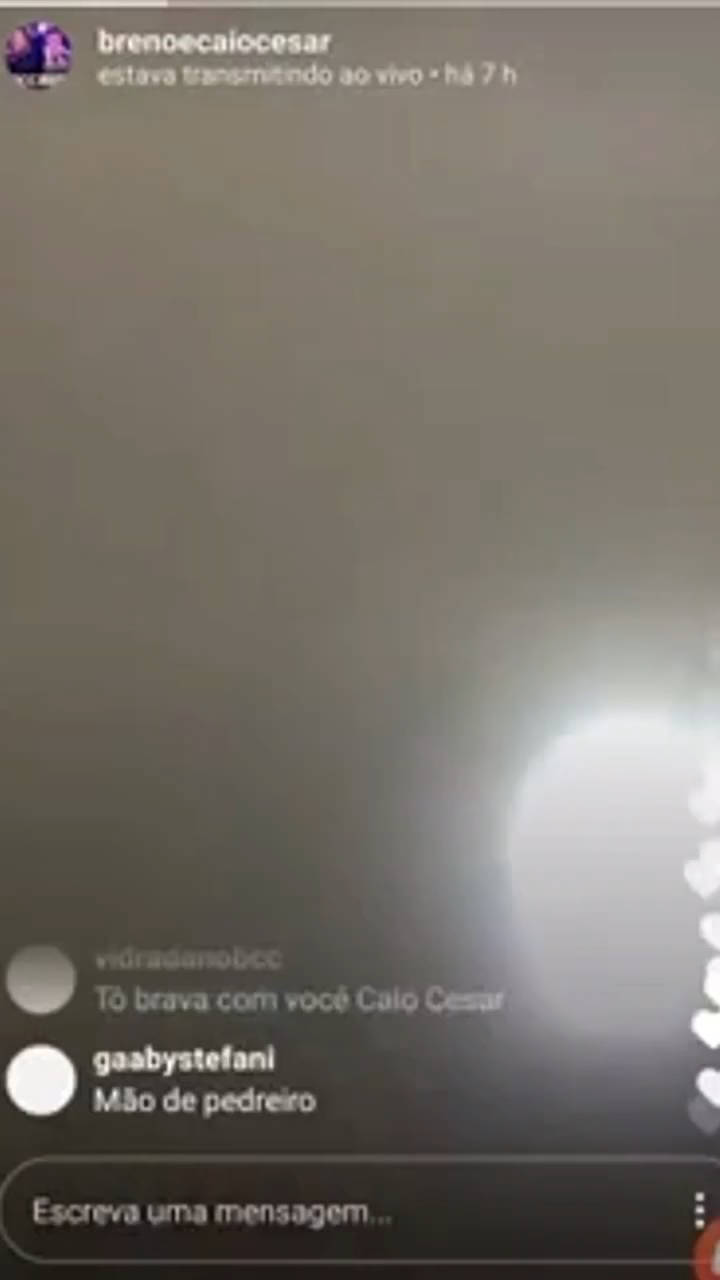 brenoecaiocesar
estava transmitindo ao vivo • há 7 h
vidradanobcc
Tô brava com você Caio Cesar
gaabystefani
Mão de pedreiro
Escreva uma mensagem...